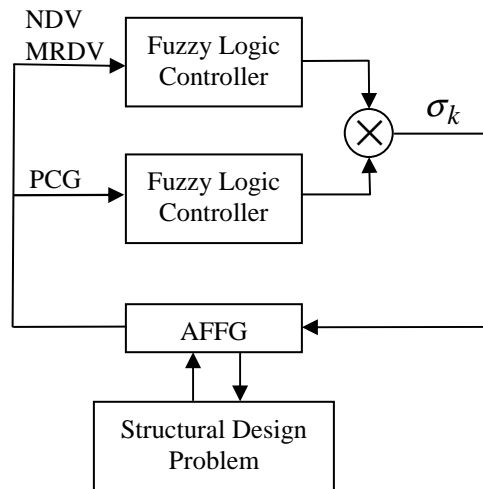 NDV
MRDV
Fuzzy Logic
Controller
σk
PCG
Fuzzy Logic
Controller
AFFG
Structural Design
Problem